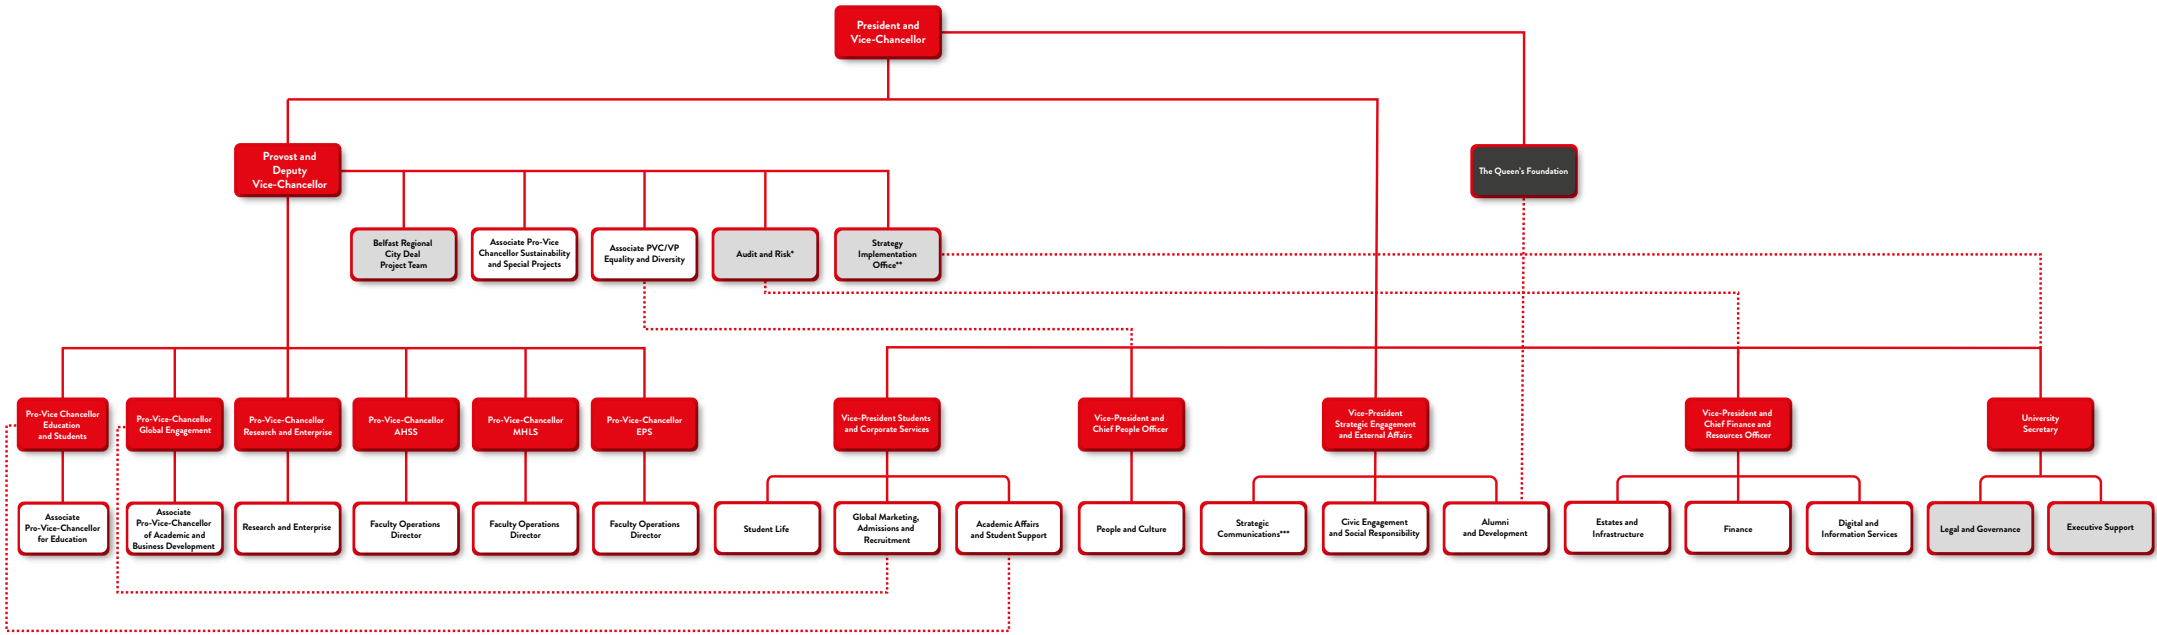 President and
Vice-Chancellor
Provost and
Deputy
Vice-Chancellor
The Queen's Foundation
Belfast Regional
City Deal
Project Team
Associate Pro-Vice
Chancellor Sustainability
and Special Projects
Associate PVC/VP
Equality and Diversity
Audit and Risk*
Strategy
Implementation
Office**
Pro-Vice Chancellor
Education
and Students
Pro-Vice-Chancellor
Global Engagement
Pro-Vice-Chancellor
Research and Enterprise
Pro-Vice-Chancellor
AHSS
Pro-Vice-Chancellor
MHLS
Pro-Vice-Chancellor
EPS
Vice-President Students
and Corporate Services
Vice-President and
Chief People Officer
Vice-President
Strategic Engagement
and External Affairs
Vice-President and
Chief Finance and
Resources Officer
University
Secretary
Associate
Pro-Vice-Chancellor
for Education
Associate
Pro-Vice-Chancellor
of Academic and
Business Development
Research and Enterprise
Faculty Operations
Director
Faculty Operations
Director
Faculty Operations
Director
Student Life
Global Marketing,
Admissions and
Recruitment
Academic Affairs
and Student Support
People and Culture
Strategic
Communications***
Civic Engagement
and Social Responsibility
Alumni
and Development
Estates and
Infrastructure
Finance
Digital and
Information Services
Legal and Governance
Executive Support